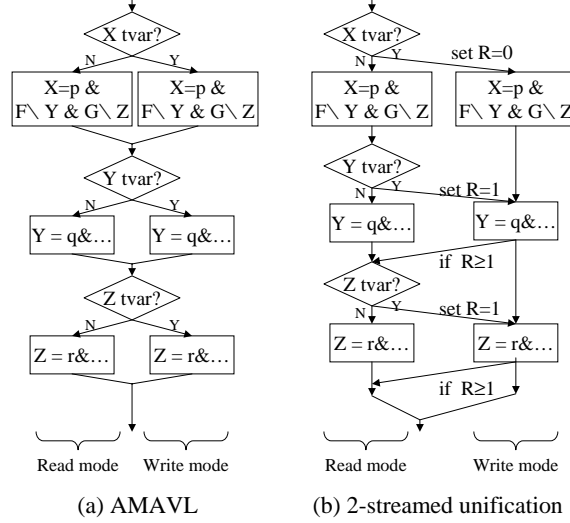 X tvar?
N Y
X=p &
F\ Y & G\ Z
X=p &
F\ Y & G\ Z
Y tvar?
N Y
Y = q&…
Y = q&…
Z tvar?
N Y
Z = r&…
Z = r&…
Read mode
Write mode
(a) AMAVL
X tvar?
N Y
set R=0
X=p &
F\ Y & G\ Z
X=p &
F\ Y & G\ Z
Y tvar?
N Y
set R=1
Y = q&…
Y = q&…
if R≥1
Z tvar?
N Y
set R=1
Z = r&…
Z = r&…
if R≥1
Read mode
Write mode
(b) 2-streamed unification